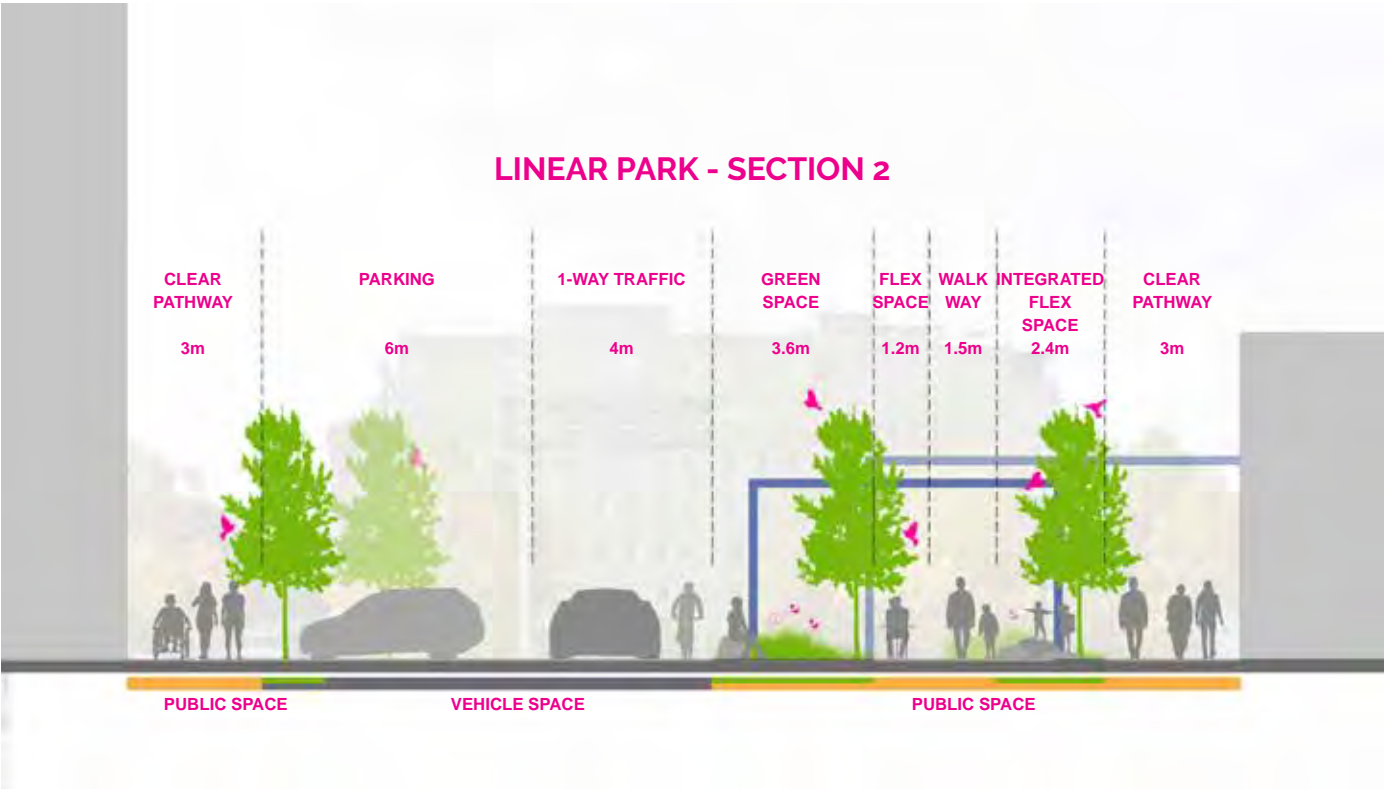 LINEAR PARK - SECTION 2
CLEAR
PATHWAY
3m
PARKING
6m
1-WAY TRAFFIC
4m
GREEN
SPACE
3.6m
FLEX
SPACE
1.2m
WALK
WAY
1.5m
INTEGRATED
FLEX
SPACE
2.4m
CLEAR
PATHWAY
3m
PUBLIC SPACE
VEHICLE SPACE
PUBLIC SPACE